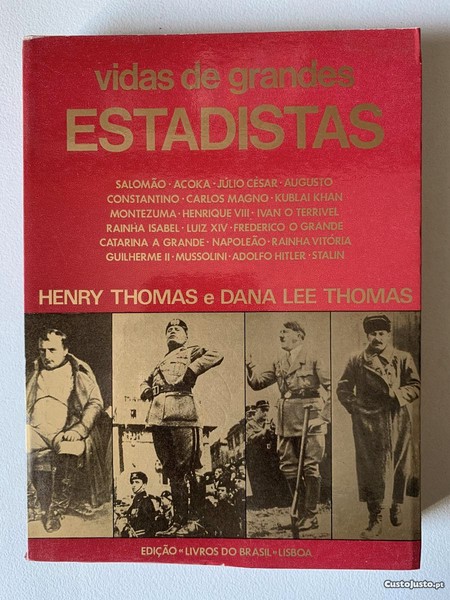 vidas de grandes
ESTADISTAS
SALOMÃO · ACOKA · JÚLIO CÉSAR · AUGUSTO
CONSTANTINO · CARLOS MAGNO · KUBLAI KHAN
MONTEZUMA · HENRIQUE VIII · IVAN O TERRIVEL
RAINHA ISABEL · LUIZ XIV · FREDERICO O GRANDE
CATARINA A GRANDE · NAPOLEÃO · RAINHA VITÓRIA
GUILHERME II · MUSSOLINI · ADOLFO HITLER · STALIN
HENRY THOMAS e DANA LEE THOMAS
EDIÇÃO = LIVROS DO BRASIL = LISBOA
CustoJusto.pt